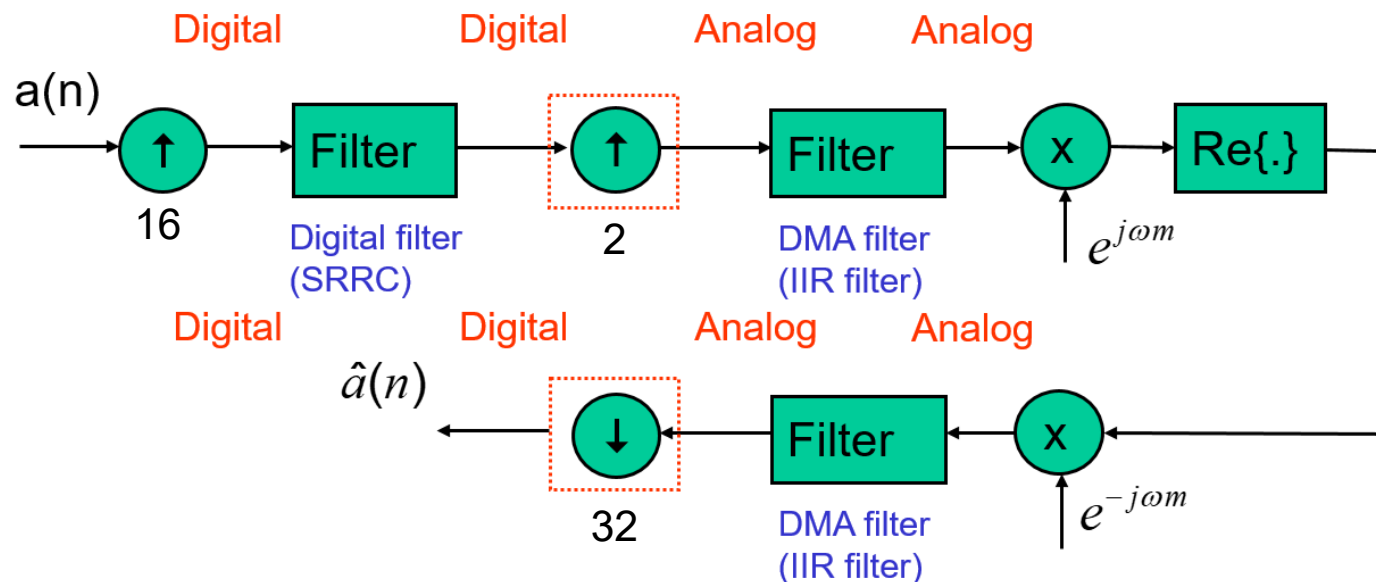 Digital Digital Analog Analog
a(n)
↑ Filter ↑ Filter x Re{.}
16 2
Digital filter
(SRRC)
DMA filter
(IIR filter)
e^{jωm}
Digital Digital Analog Analog
â(n)
↓ Filter x
32
DMA filter
(IIR filter)
e^{-jωm}